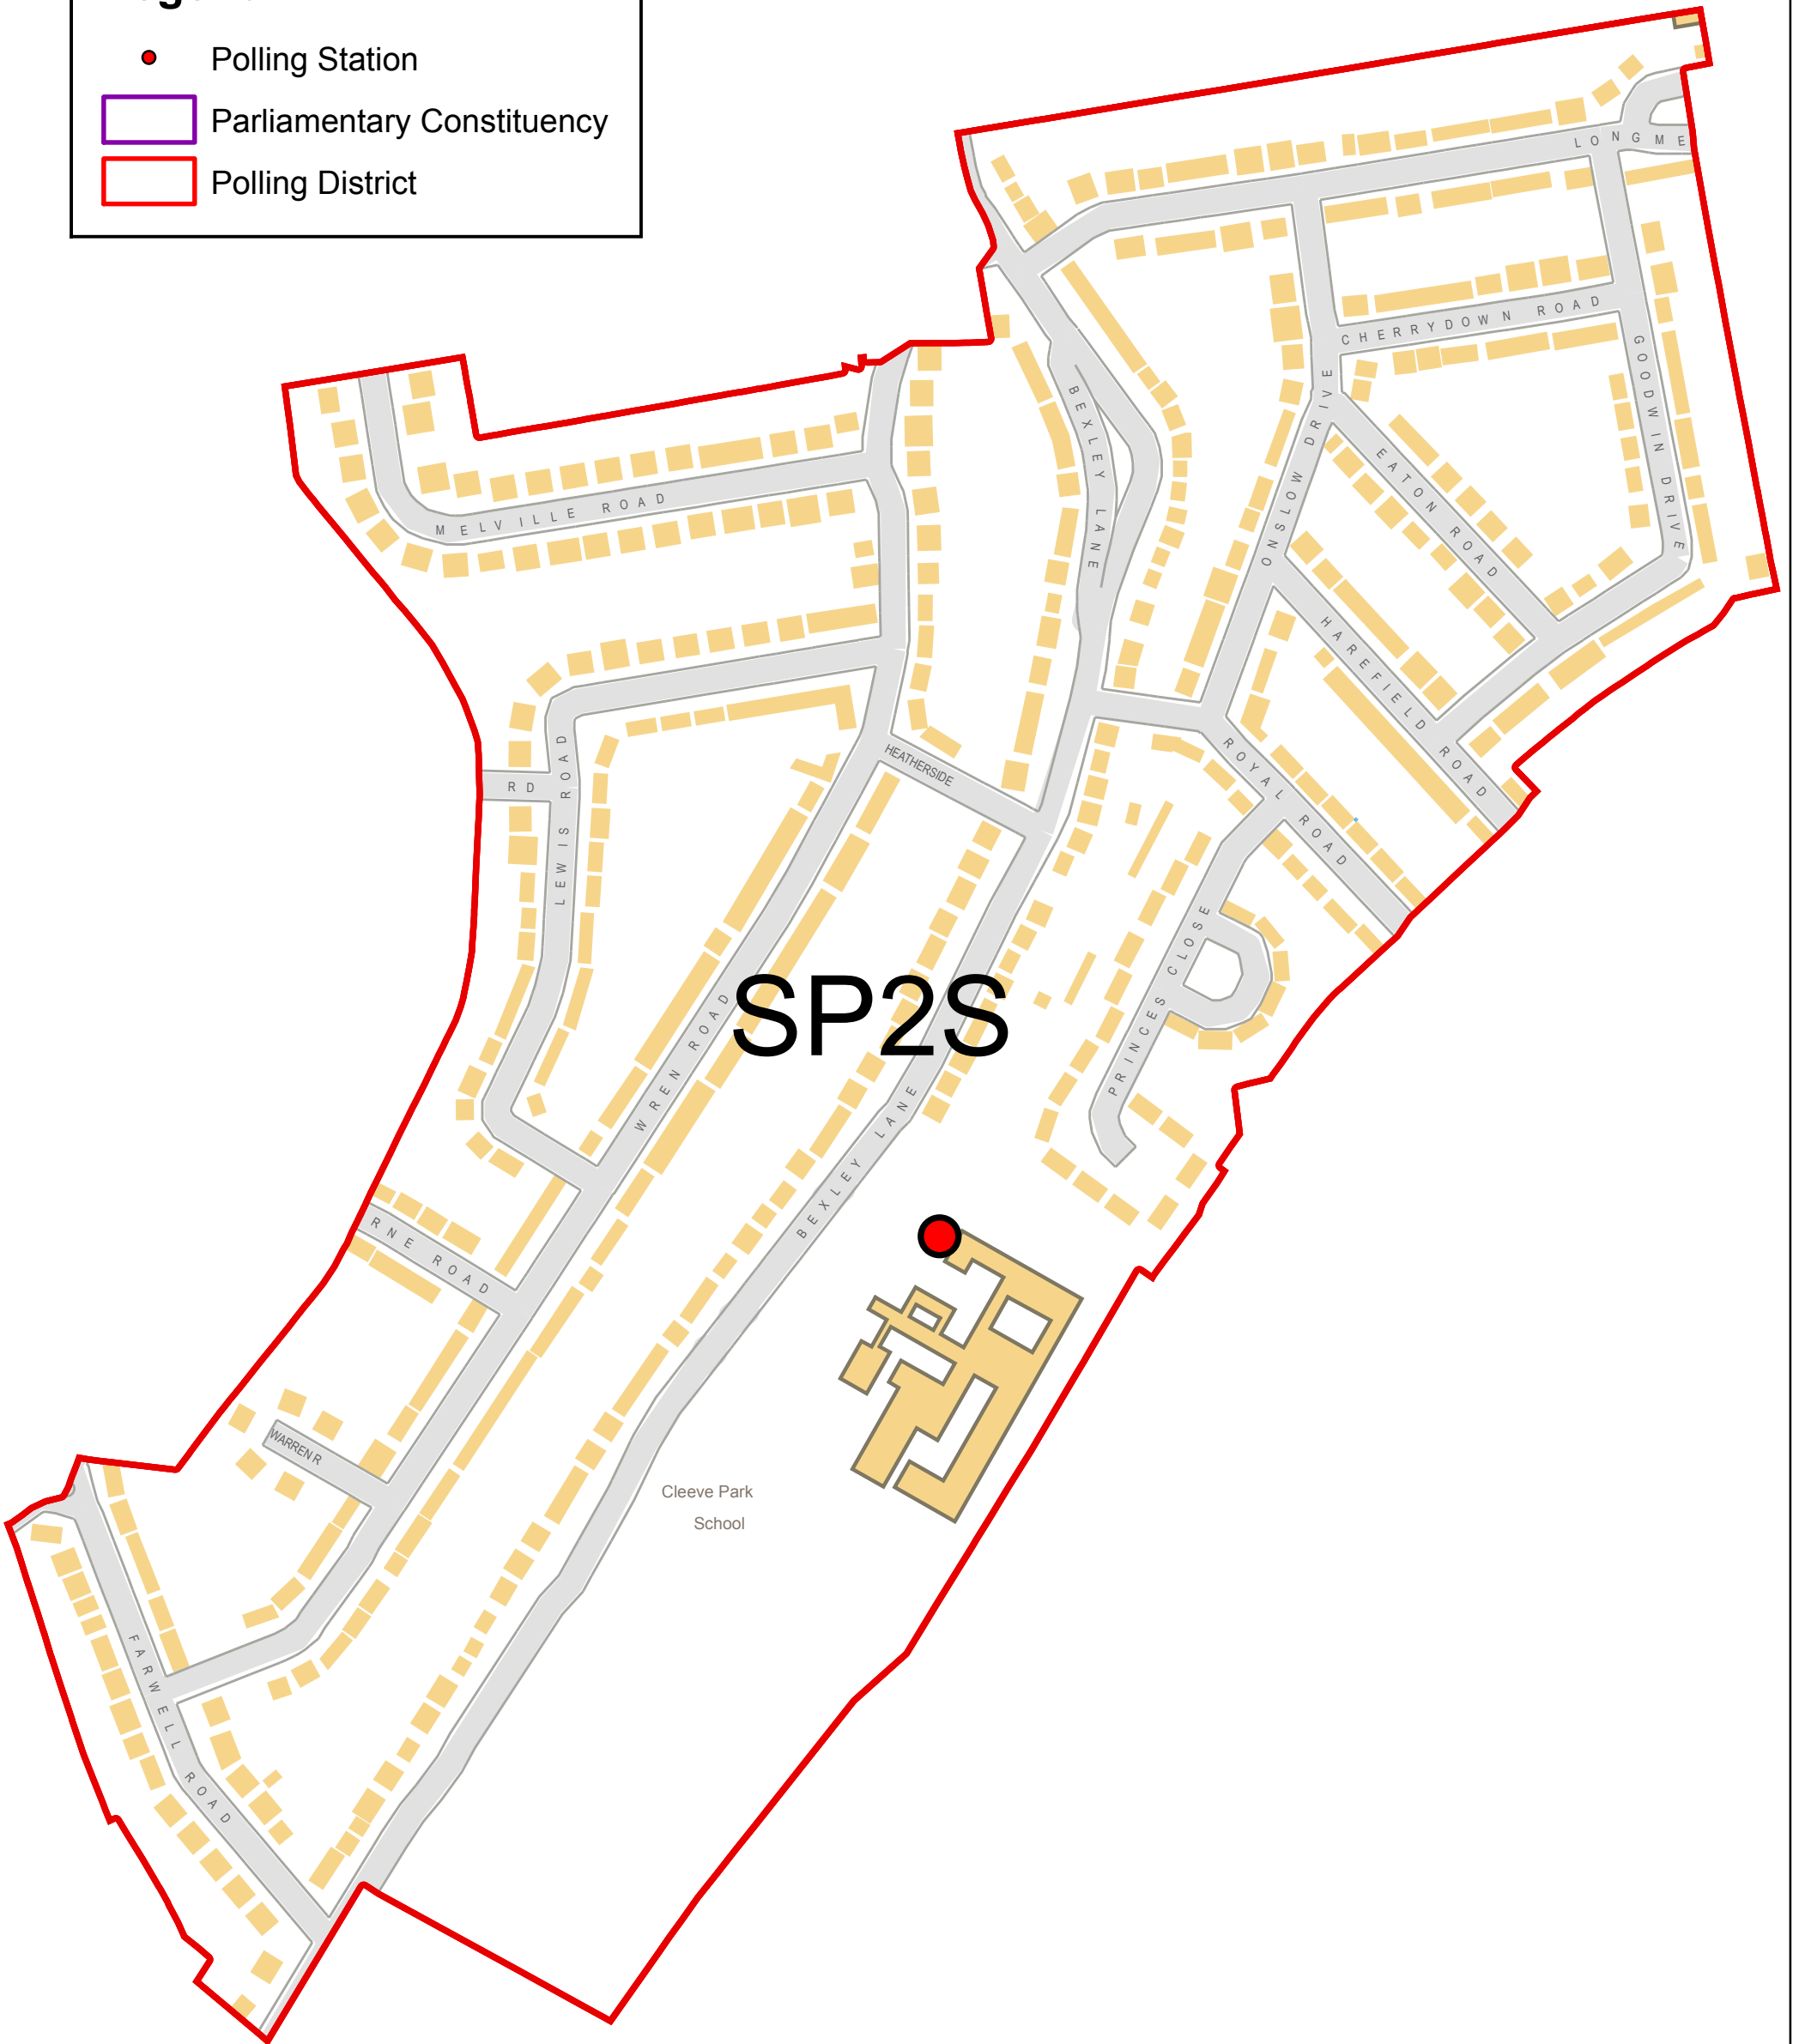 Polling Station
Parliamentary Constituency
Polling District
LONGME
CHERRYDOWN ROAD
GOODWIN DRIVE
BEXLEY LANE
ONSLOW DRIVE
EATON ROAD
MELVILLE ROAD
HAREFIELD ROAD
HEATHERSIDE
ROYAL ROAD
RD
LEWIS ROAD
PRINCES CLOSE
WREN ROAD
SP2S
BEXLEY LANE
RNE ROAD
WARREN R
Cleeve Park
School
FARWELL ROAD